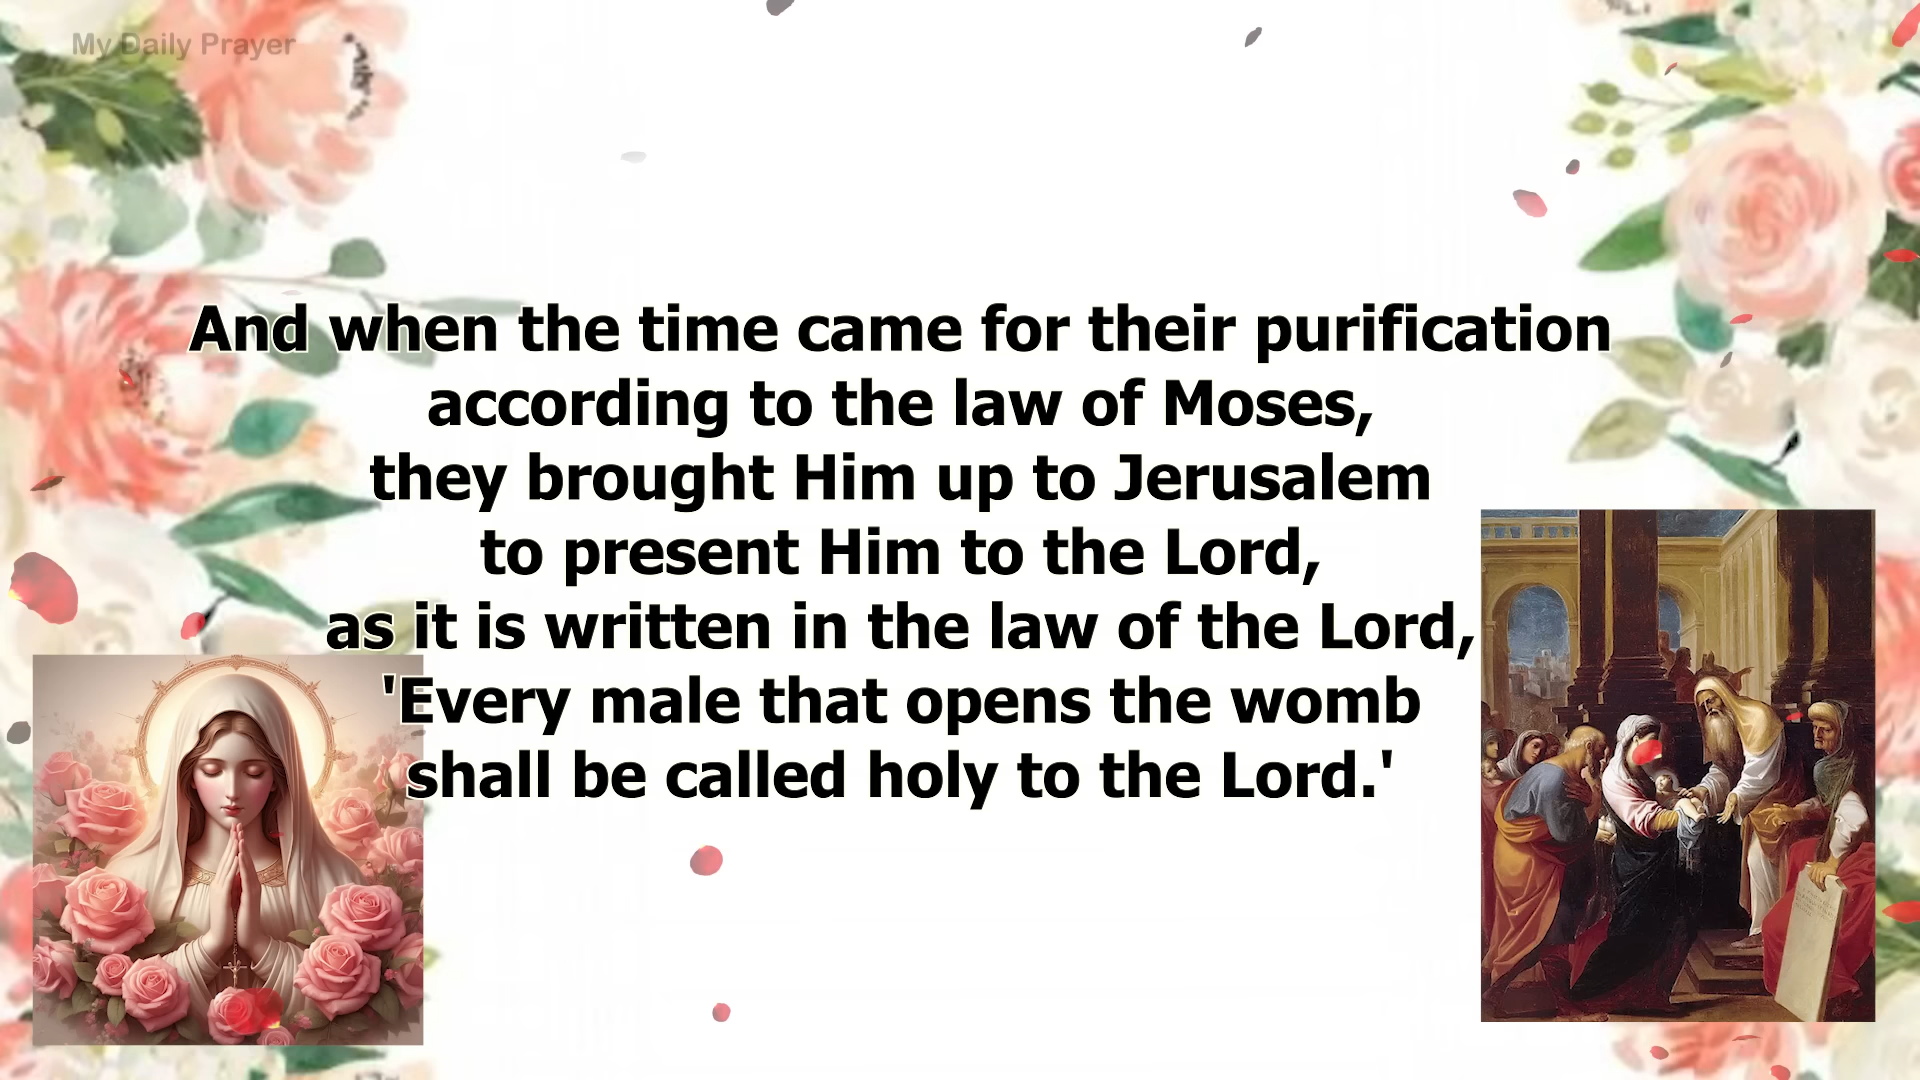 My Daily Prayer
And when the time came for their purification
according to the law of Moses,
they brought Him up to Jerusalem
to present Him to the Lord,
as it is written in the law of the Lord,
'Every male that opens the womb
shall be called holy to the Lord.'